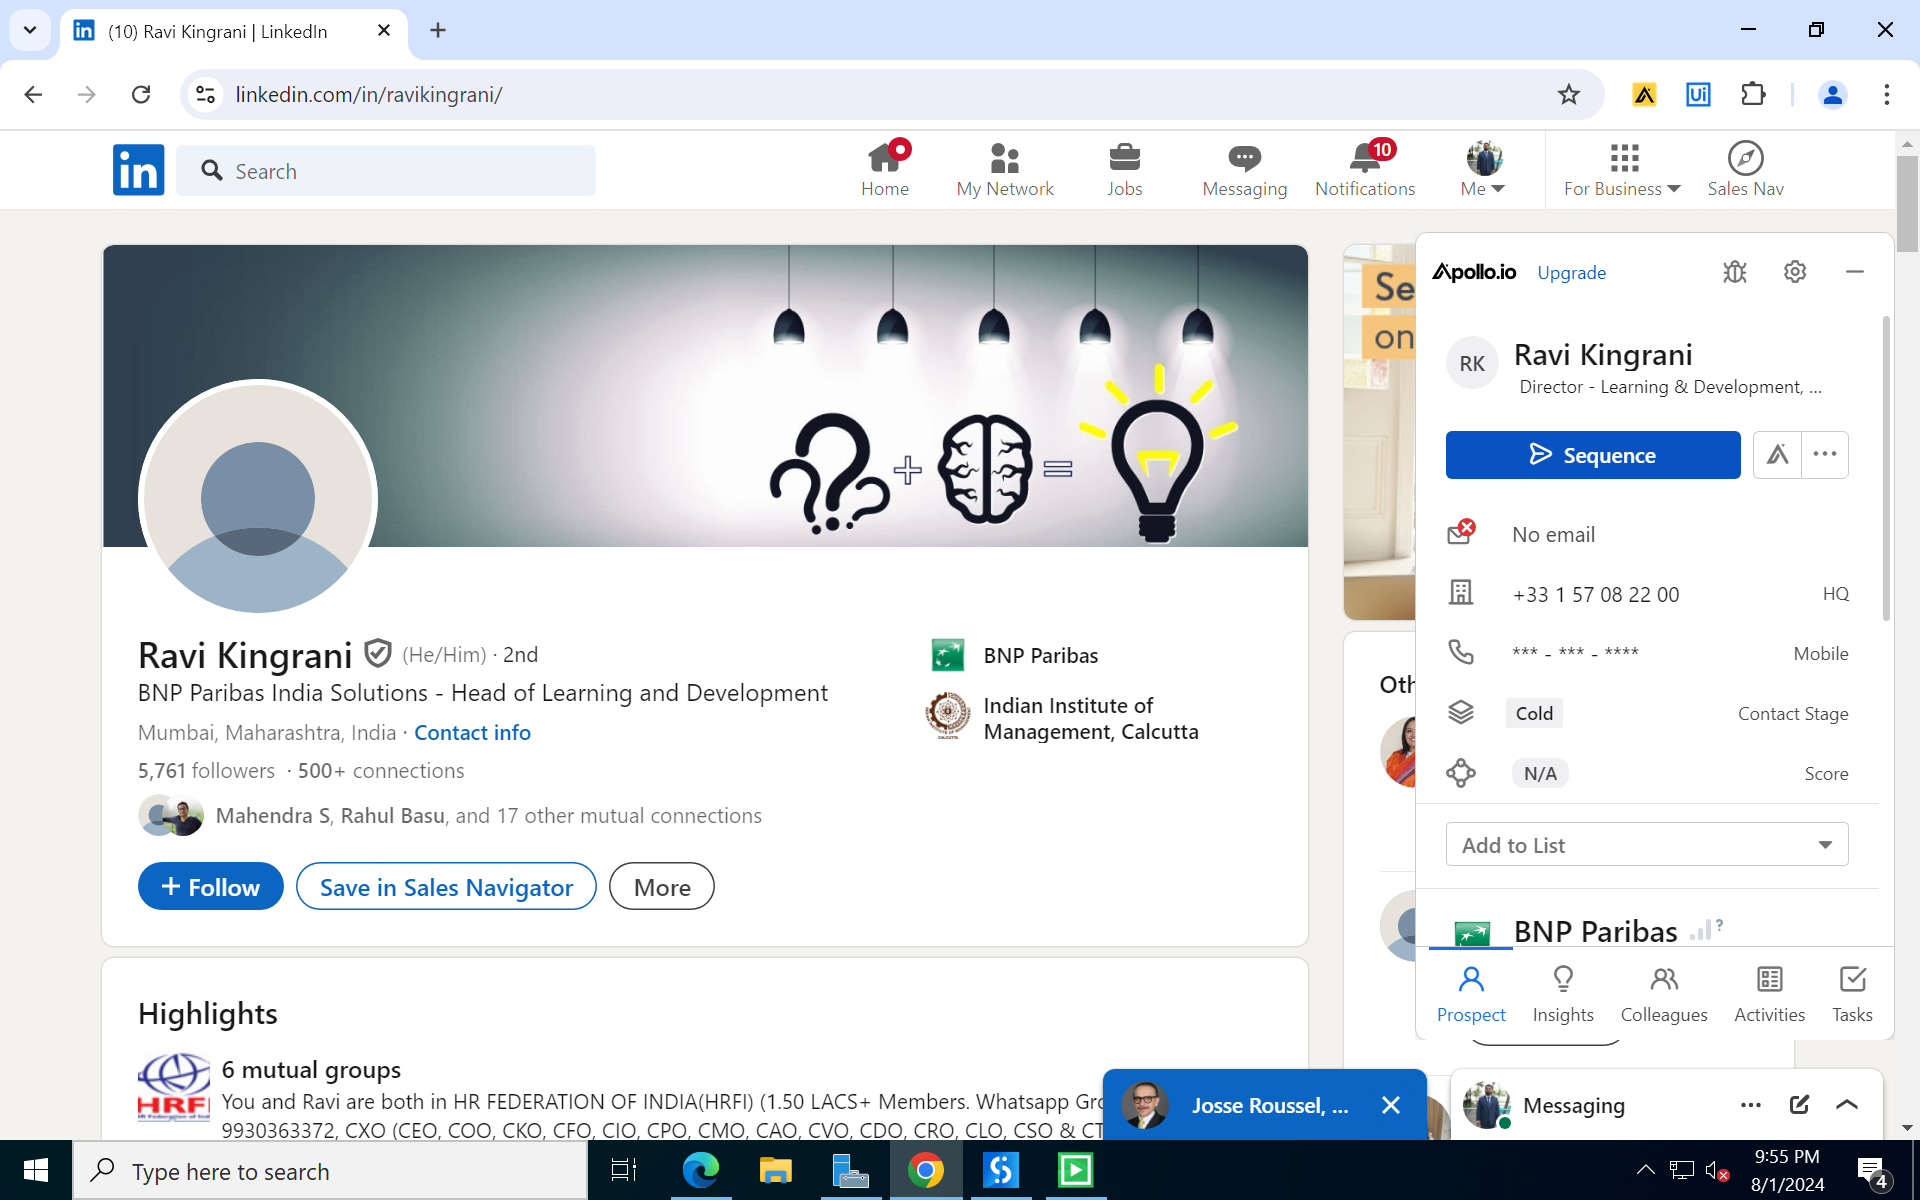 (10) Ravi Kingrani | LinkedIn
linkedin.com/in/ravikingrani/
Ui
in
Search
Home
My Network
Jobs
Messaging
10
Notifications
Me
For Business
Sales Nav
Se
on
Apollo.io
Upgrade
RK
Ravi Kingrani
Director - Learning & Development, ...
Sequence
No email
+33 1 57 08 22 00
HQ
*** - *** - ****
Mobile
Cold
Contact Stage
N/A
Score
Add to List
BNP Paribas
?
Prospect
Insights
Colleagues
Activities
Tasks
Ravi Kingrani (He/Him) · 2nd
BNP Paribas India Solutions - Head of Learning and Development
Mumbai, Maharashtra, India · Contact info
5,761 followers · 500+ connections
Mahendra S, Rahul Basu, and 17 other mutual connections
BNP Paribas
Indian Institute of
Management, Calcutta
+ Follow
Save in Sales Navigator
More
Highlights
HRFI
6 mutual groups
You and Ravi are both in HR FEDERATION OF INDIA(HRFI) (1.50 LACS+ Members. Whatsapp Gro
9930363372, CXO (CEO, COO, CKO, CFO, CIO, CPO, CMO, CAO, CVO, CDO, CRO, CLO, CSO & CT
Josse Roussel, ...
Messaging
Type here to search
9:55 PM
8/1/2024
4